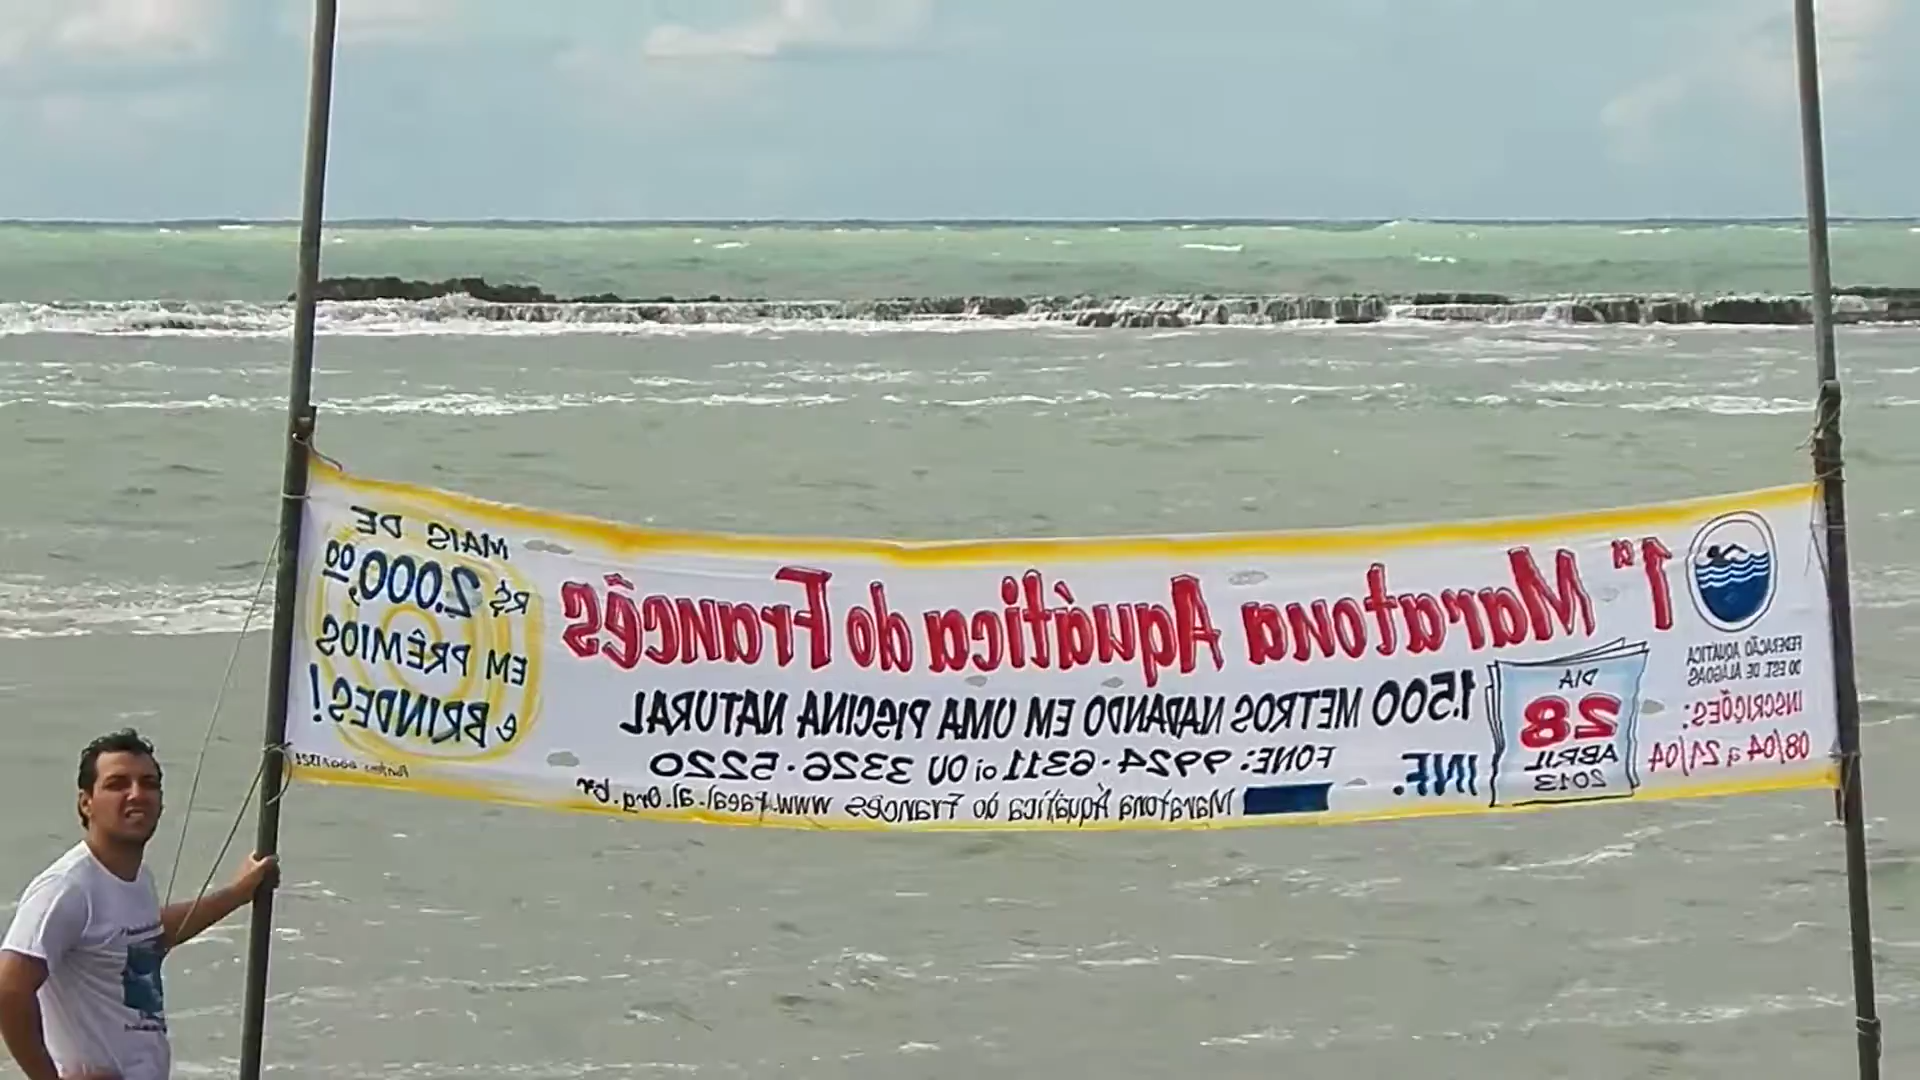 1ª Maratona Aquática do Francês
FEDERAÇÃO AQUÁTICA
DO EST. DE ALAGOAS
INSCRIÇÕES:
08/04 a 21/04
DIA
28
ABRIL
2013
1.500 METROS NADANDO EM UMA PISCINA NATURAL
INF.
FONE: 9924-6311 oi OU 3326-5220
Maratona Aquática do Francês www.faeal.al.org.br
MAIS DE
R$ 2.000,00
EM PRÊMIOS
e BRINDES!